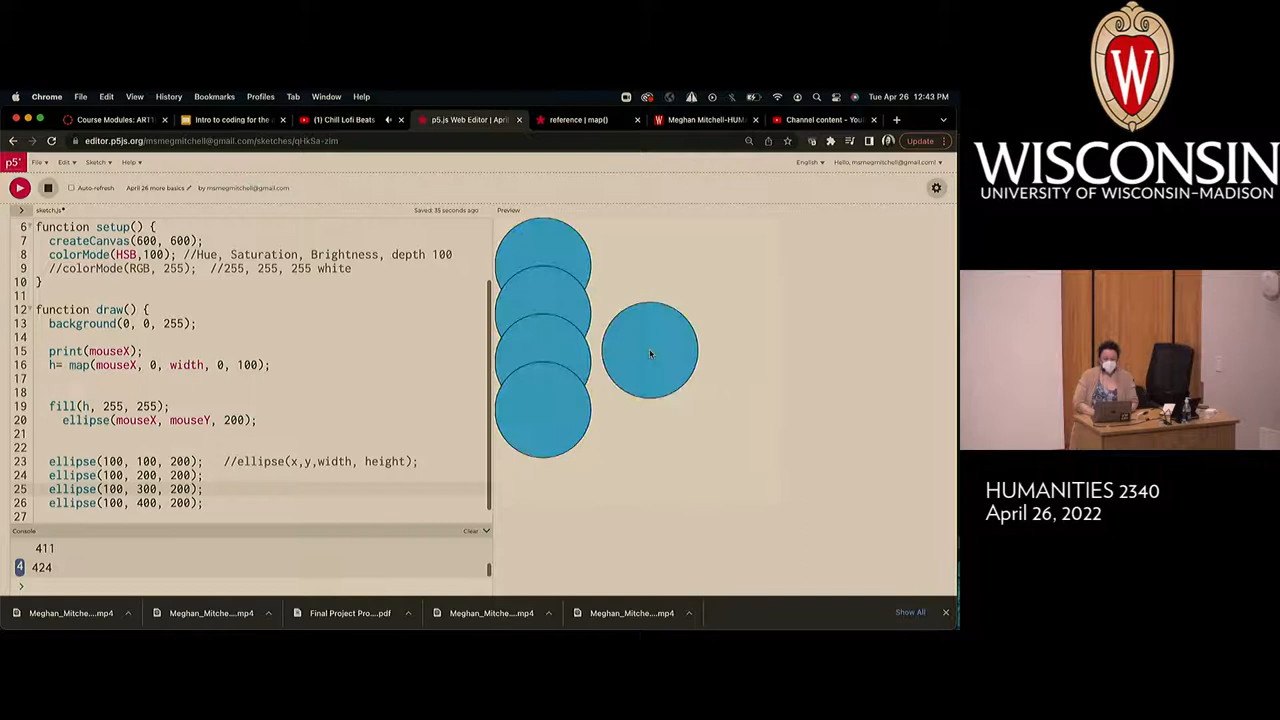 Chrome File Edit View History Bookmarks Profiles Tab Window Help Tue Apr 26 12:43 PM
Course Modules: ART1 Intro to coding for the a (1) Chill Lofi Beats p5.js Web Editor | April reference | map() Meghan Mitchell-HUM Channel content - YouTu
editor.p5js.org/msmegmitchell@gmail.com/sketches/qHkSa-zim Update
p5* File Edit Sketch Help English Hello, msmegmitchell@gmail.com!
Auto-refresh April 26 more basics by msmegmitchell@gmail.com
sketch.js Saved: 35 seconds ago Preview
6 function setup() {
7 createCanvas(600, 600);
8 colorMode(HSB,100); //Hue, Saturation, Brightness, depth 100
9 //colorMode(RGB, 255); //255, 255, 255 white
10 }
11
12 function draw() {
13 background(0, 0, 255);
14
15 print(mouseX);
16 h= map(mouseX, 0, width, 0, 100);
17
18
19 fill(h, 255, 255);
20 ellipse(mouseX, mouseY, 200);
21
22
23 ellipse(100, 100, 200); //ellipse(x,y,width, height);
24 ellipse(100, 200, 200);
25 ellipse(100, 300, 200);
26 ellipse(100, 400, 200);
27
Console Clear
411
4 424
>
Meghan_Mitche....mp4 Meghan_Mitche....mp4 Final Project Pro....pdf Meghan_Mitche....mp4 Meghan_Mitche....mp4 Show All
W
WISCONSIN
UNIVERSITY OF WISCONSIN–MADISON
HUMANITIES 2340
April 26, 2022